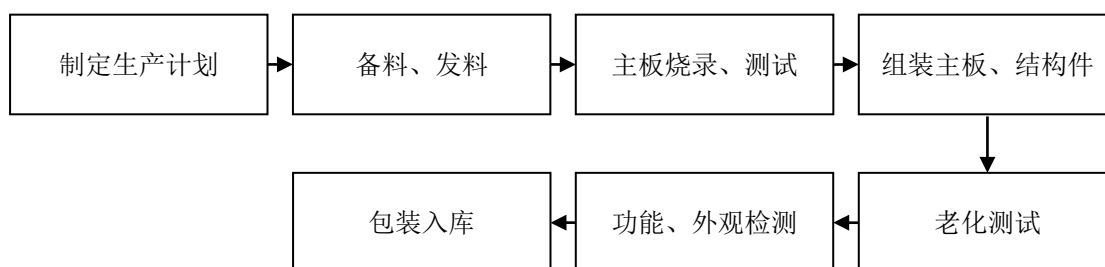 制定生产计划
备料、发料
主板烧录、测试
组装主板、结构件
老化测试
功能、外观检测
包装入库